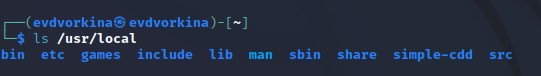 ┌──(evdvorkina㉿evdvorkina)-[~]
└─$ ls /usr/local
bin etc games include lib man sbin share simple-cdd src